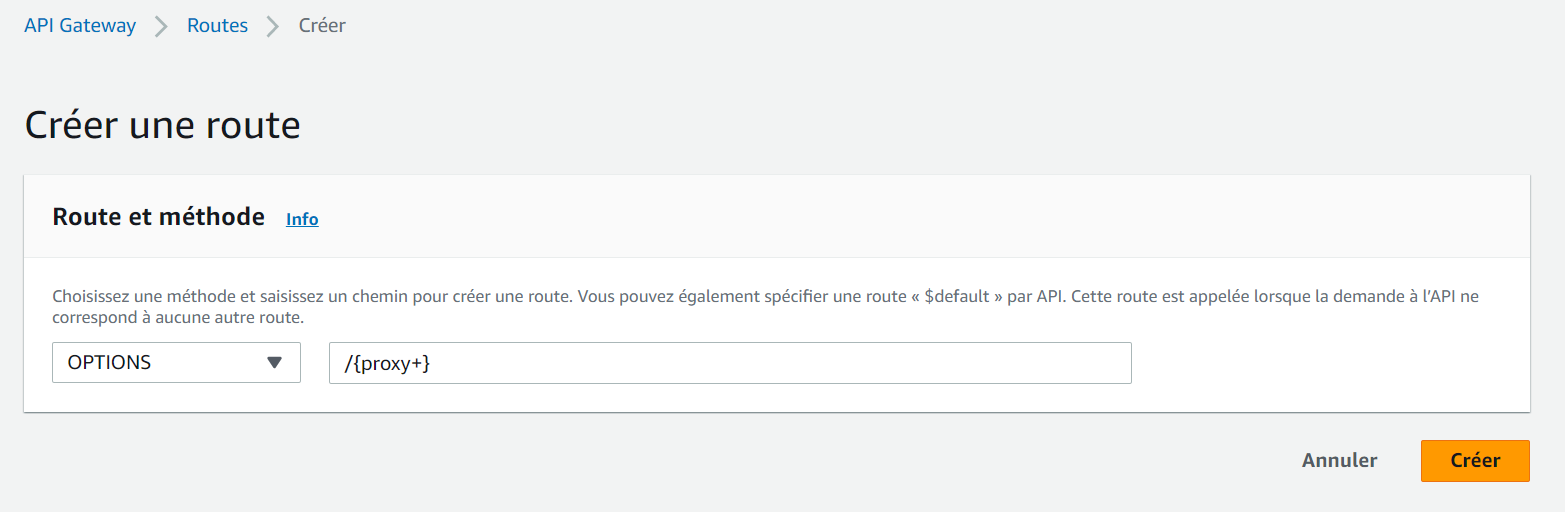 API Gateway Routes Créer
Créer une route
Route et méthode Info
Choisissez une méthode et saisissez un chemin pour créer une route. Vous pouvez également spécifier une route « $default » par API. Cette route est appelée lorsque la demande à l'API ne
correspond à aucune autre route.
OPTIONS /{proxy+}
Annuler Créer